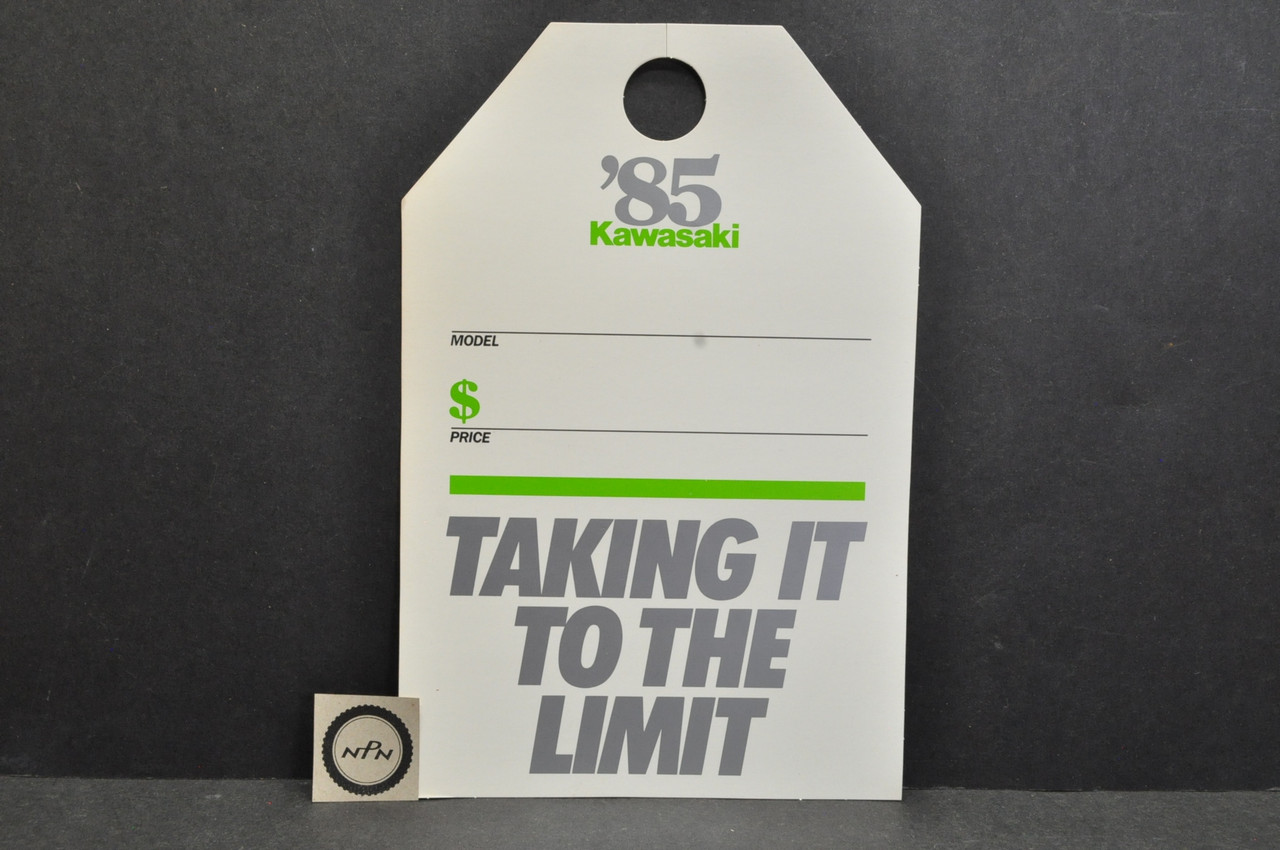 ’85
Kawasaki
MODEL
$
PRICE
TAKING IT
TO THE
LIMIT
NPN